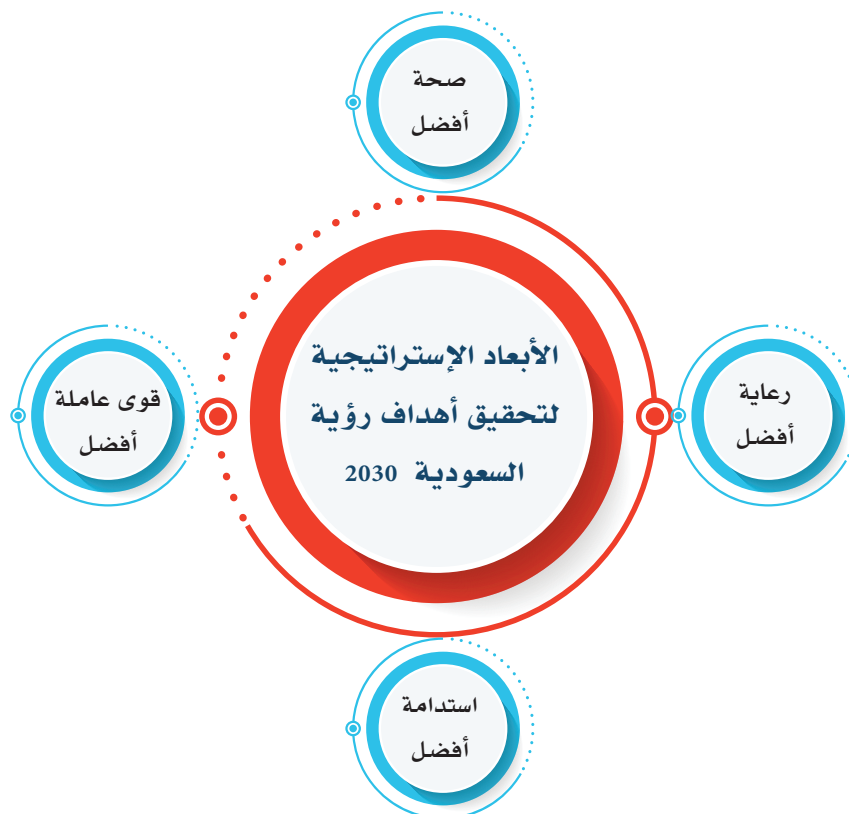 صحة
أفضل
الأبعاد الإستراتيجية
لتحقيق أهداف رؤية
السعودية 2030
رعاية
أفضل
قوى عاملة
أفضل
استدامة
أفضل